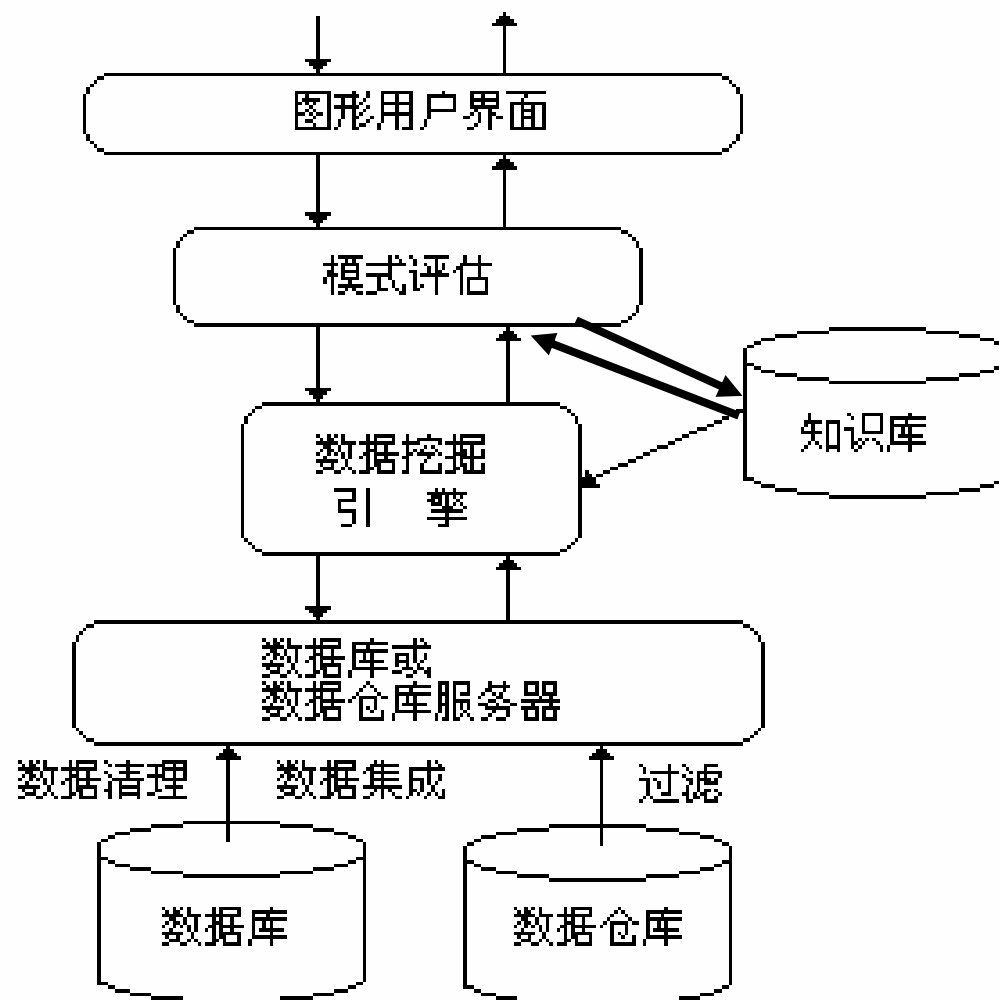 图形用户界面
模式评估
知识库
数据挖掘
引 擎
数据库或
数据仓库服务器
数据清理
数据集成
过滤
数据库
数据仓库